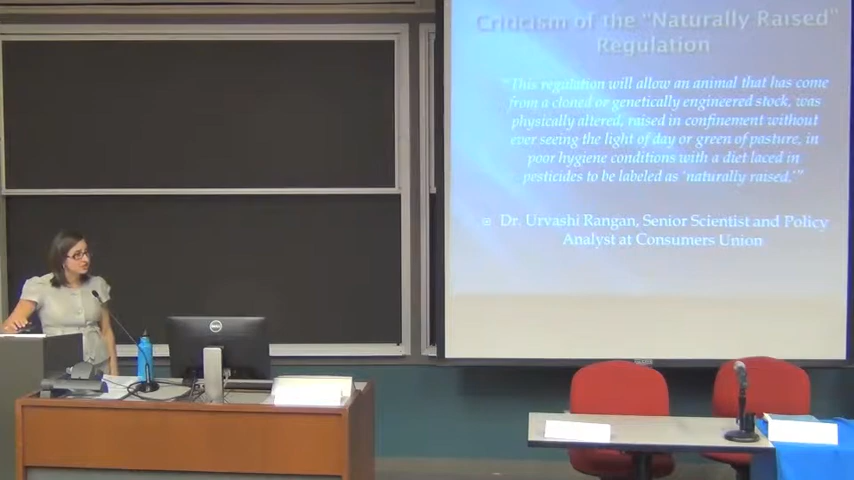 Criticism of the "Naturally Raised"
Regulation
"This regulation will allow an animal that has come
from a cloned or genetically engineered stock, was
physically altered, raised in confinement without
ever seeing the light of day or green of pasture, in
poor hygiene conditions with a diet laced in
pesticides to be labeled as 'naturally raised.'"
Dr. Urvashi Rangan, Senior Scientist and Policy
Analyst at Consumers Union
DELL